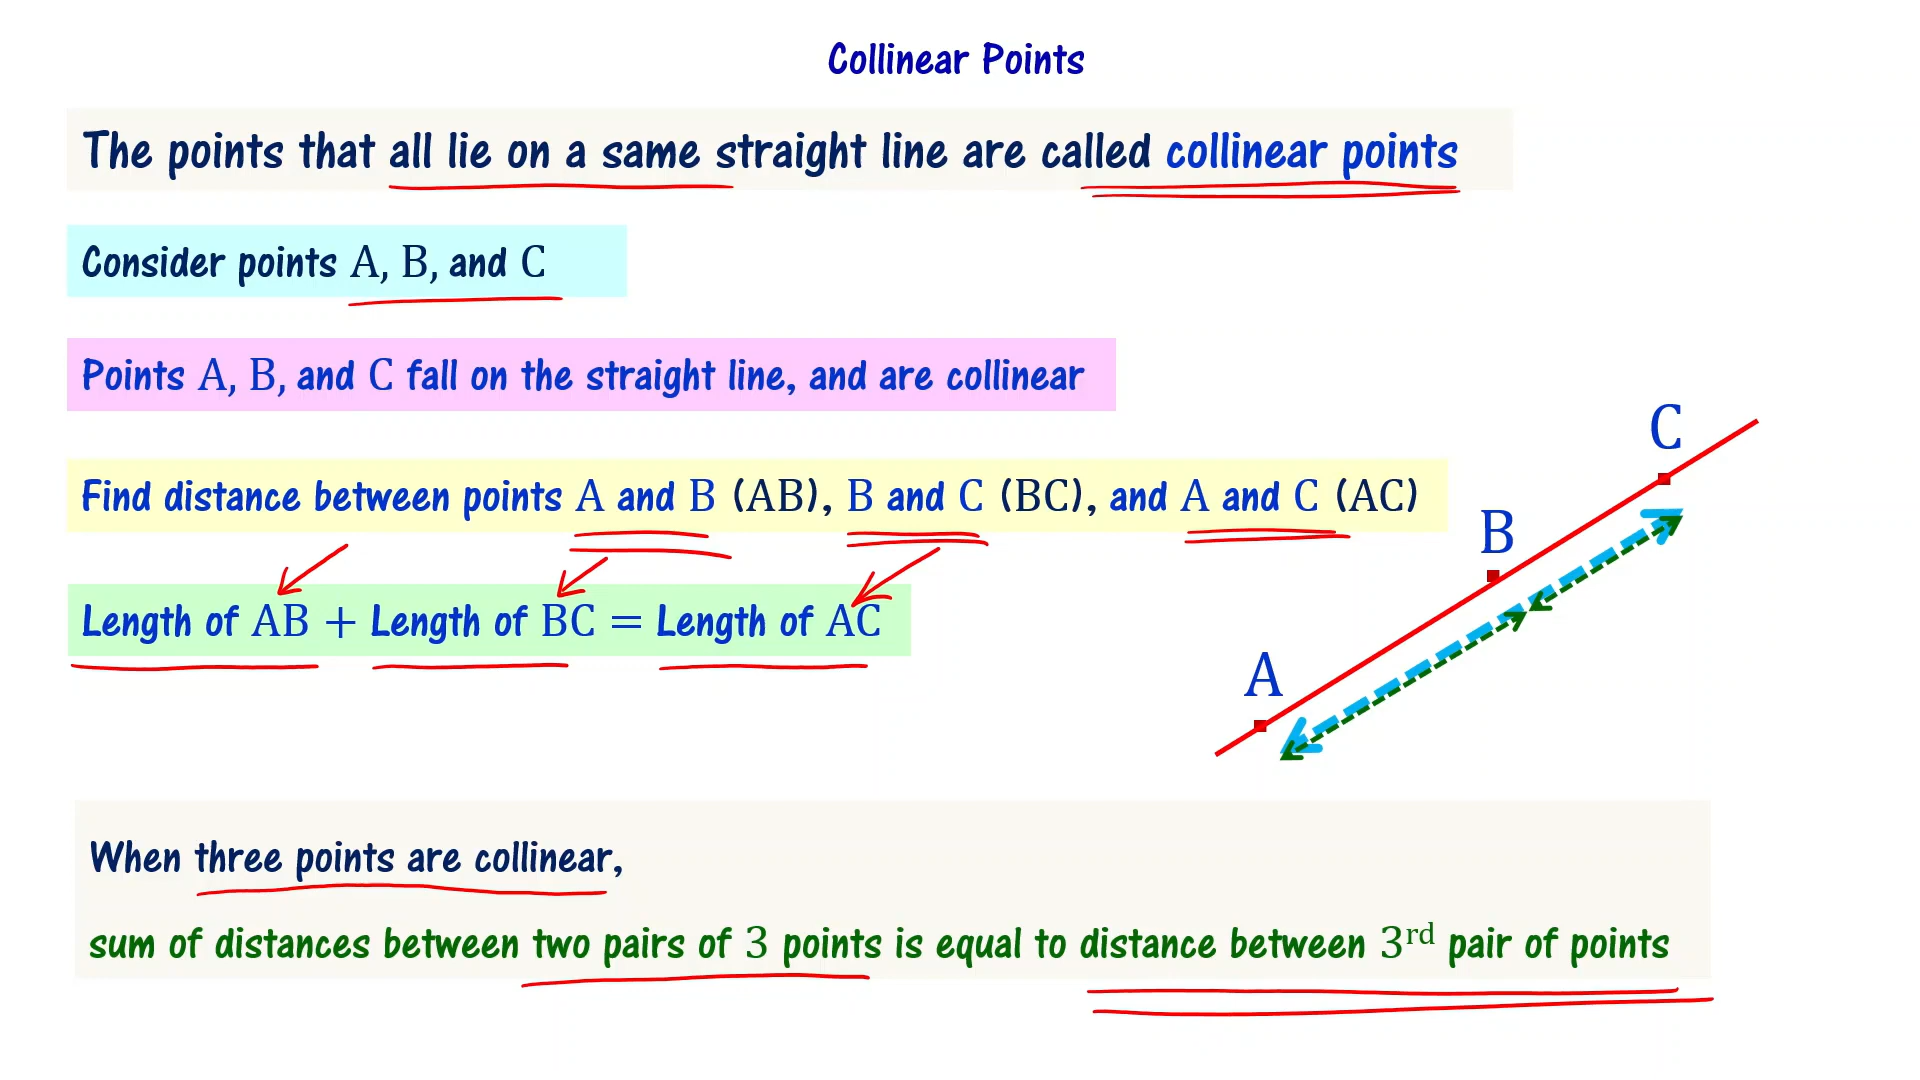 Collinear Points
The points that all lie on a same straight line are called collinear points
Consider points A, B, and C
Points A, B, and C fall on the straight line, and are collinear
Find distance between points A and B (AB), B and C (BC), and A and C (AC)
Length of AB + Length of BC = Length of AC
C
B
A
When three points are collinear,
sum of distances between two pairs of 3 points is equal to distance between 3rd pair of points